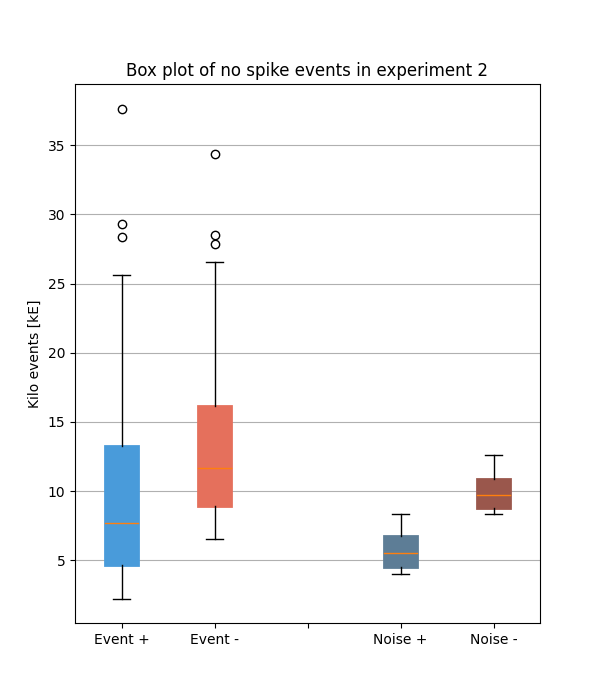 Box plot of no spike events in experiment 2
Kilo events [kE]
35
30
25
20
15
10
5
Event +
Event -
Noise +
Noise -